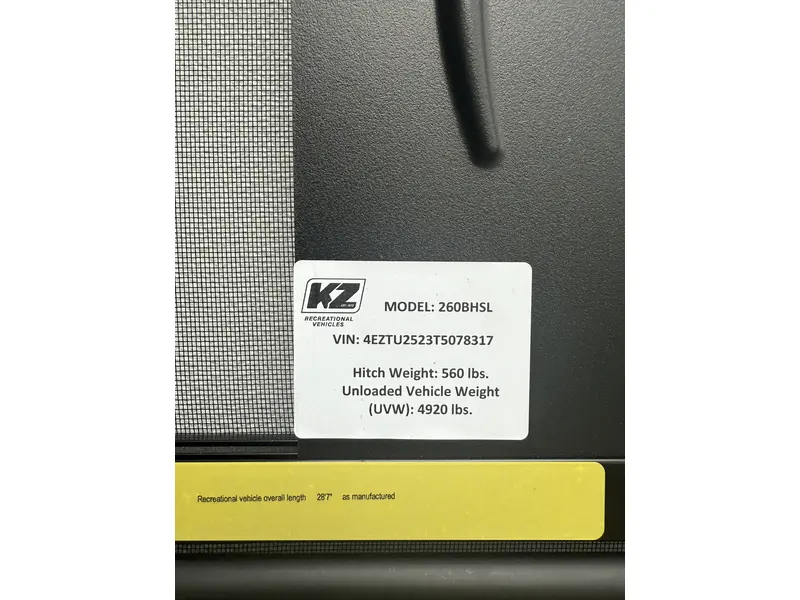 KZ
RECREATIONAL
VEHICLES
MODEL: 260BHSL
VIN: 4EZTU2523T5078317
Hitch Weight: 560 lbs.
Unloaded Vehicle Weight
(UVW): 4920 lbs.
Recreational vehicle overall length 28'7" as manufactured